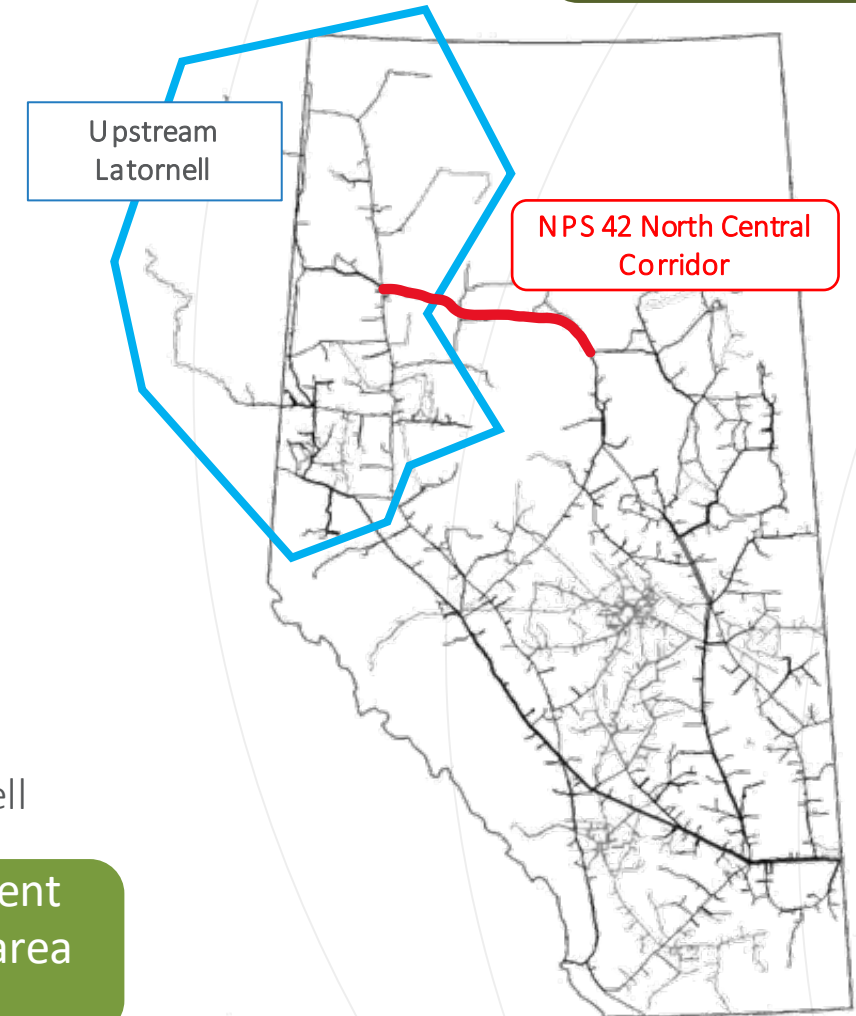 Upstream
Latornell
NPS 42 North Central
Corridor
ell
ent
area